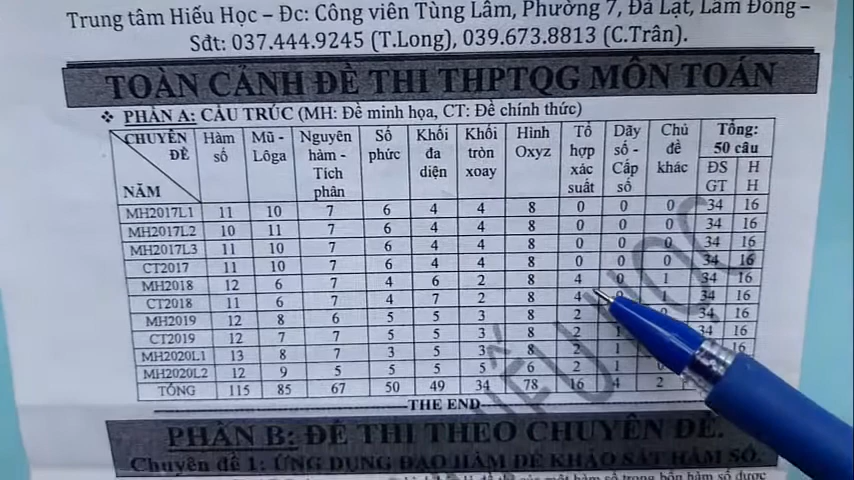 Trung tâm Hiếu Học – Đc: Công viên Tùng Lâm, Phường 7, Đà Lạt, Lâm Đồng –
Sđt: 037.444.9245 (T.Long), 039.673.8813 (C.Trân).
TOÀN CẢNH ĐỀ THI THPTQG MÔN TOÁN
❖ PHẦN A: CẤU TRÚC (MH: Đề minh họa, CT: Đề chính thức)
CHUYÊN ĐỀ NĂM Hàm số Mũ - Lôga Nguyên hàm - Tích phân Số phức Khối đa diện Khối tròn xoay Hình Oxyz Tổ hợp xác suất Dãy số - Cấp số Chủ đề khác Tổng: 50 câu ĐS GT H H
MH2017L1 11 10 7 6 4 4 8 0 0 0 34 16
MH2017L2 10 11 7 6 4 4 8 0 0 0 34 16
MH2017L3 11 10 7 6 4 4 8 0 0 0 34 16
CT2017 11 10 7 6 4 4 8 0 0 0 34 16
MH2018 12 6 7 4 6 2 8 4 0 1 34 16
CT2018 11 6 7 4 7 2 8 4 34 16
MH2019 12 8 6 5 5 3 8 2 34 16
CT2019 12 7 7 5 5 3 8 2 1 34 16
MH2020L1 13 8 7 3 5 3 8 2 1 16
MH2020L2 12 9 5 5 5 5 6 2 1
TỔNG 115 85 67 50 49 34 78 16 4 2
THE END
PHẦN B: ĐỀ THI THEO CHUYÊN ĐỀ.
Chuyên đề 1: ỨNG DỤNG ĐẠO HÀM ĐỂ KHẢO SÁT HÀM SỐ.
HIẾU HỌC